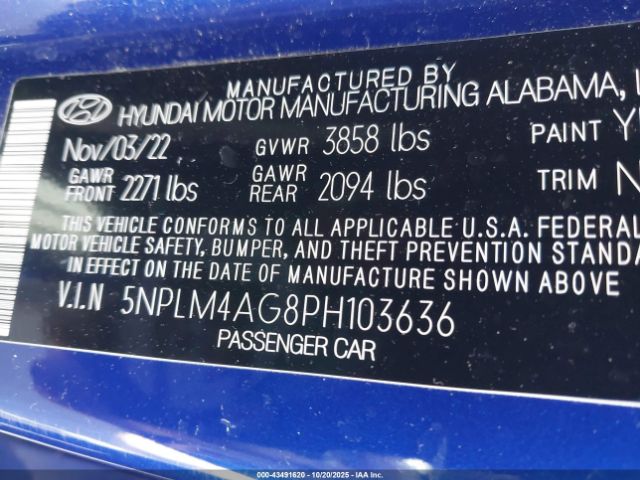 MANUFACTURED BY
HYUNDAI MOTOR MANUFACTURING ALABAMA,
Nov/03/22 GVWR 3858 lbs PAINT Y
GAWR FRONT 2271 lbs GAWR REAR 2094 lbs TRIM N
THIS VEHICLE CONFORMS TO ALL APPLICABLE U.S.A. FEDERAL
MOTOR VEHICLE SAFETY, BUMPER, AND THEFT PREVENTION STANDA
IN EFFECT ON THE DATE OF MANUFACTURE SHOWN ABOVE.
V.I.N 5NPLM4AG8PH103636
PASSENGER CAR
000-43491620 - 10/20/2025 - IAA Inc.